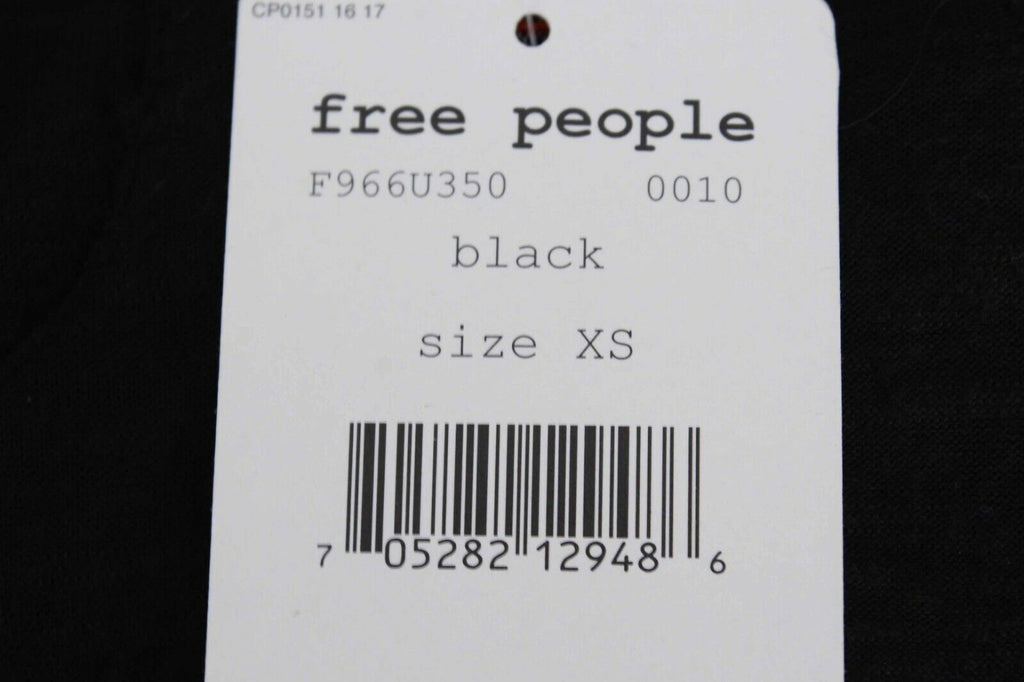 CP0151 16 17
free people
F966U350 0010
black
size XS
7 05282 12948 6